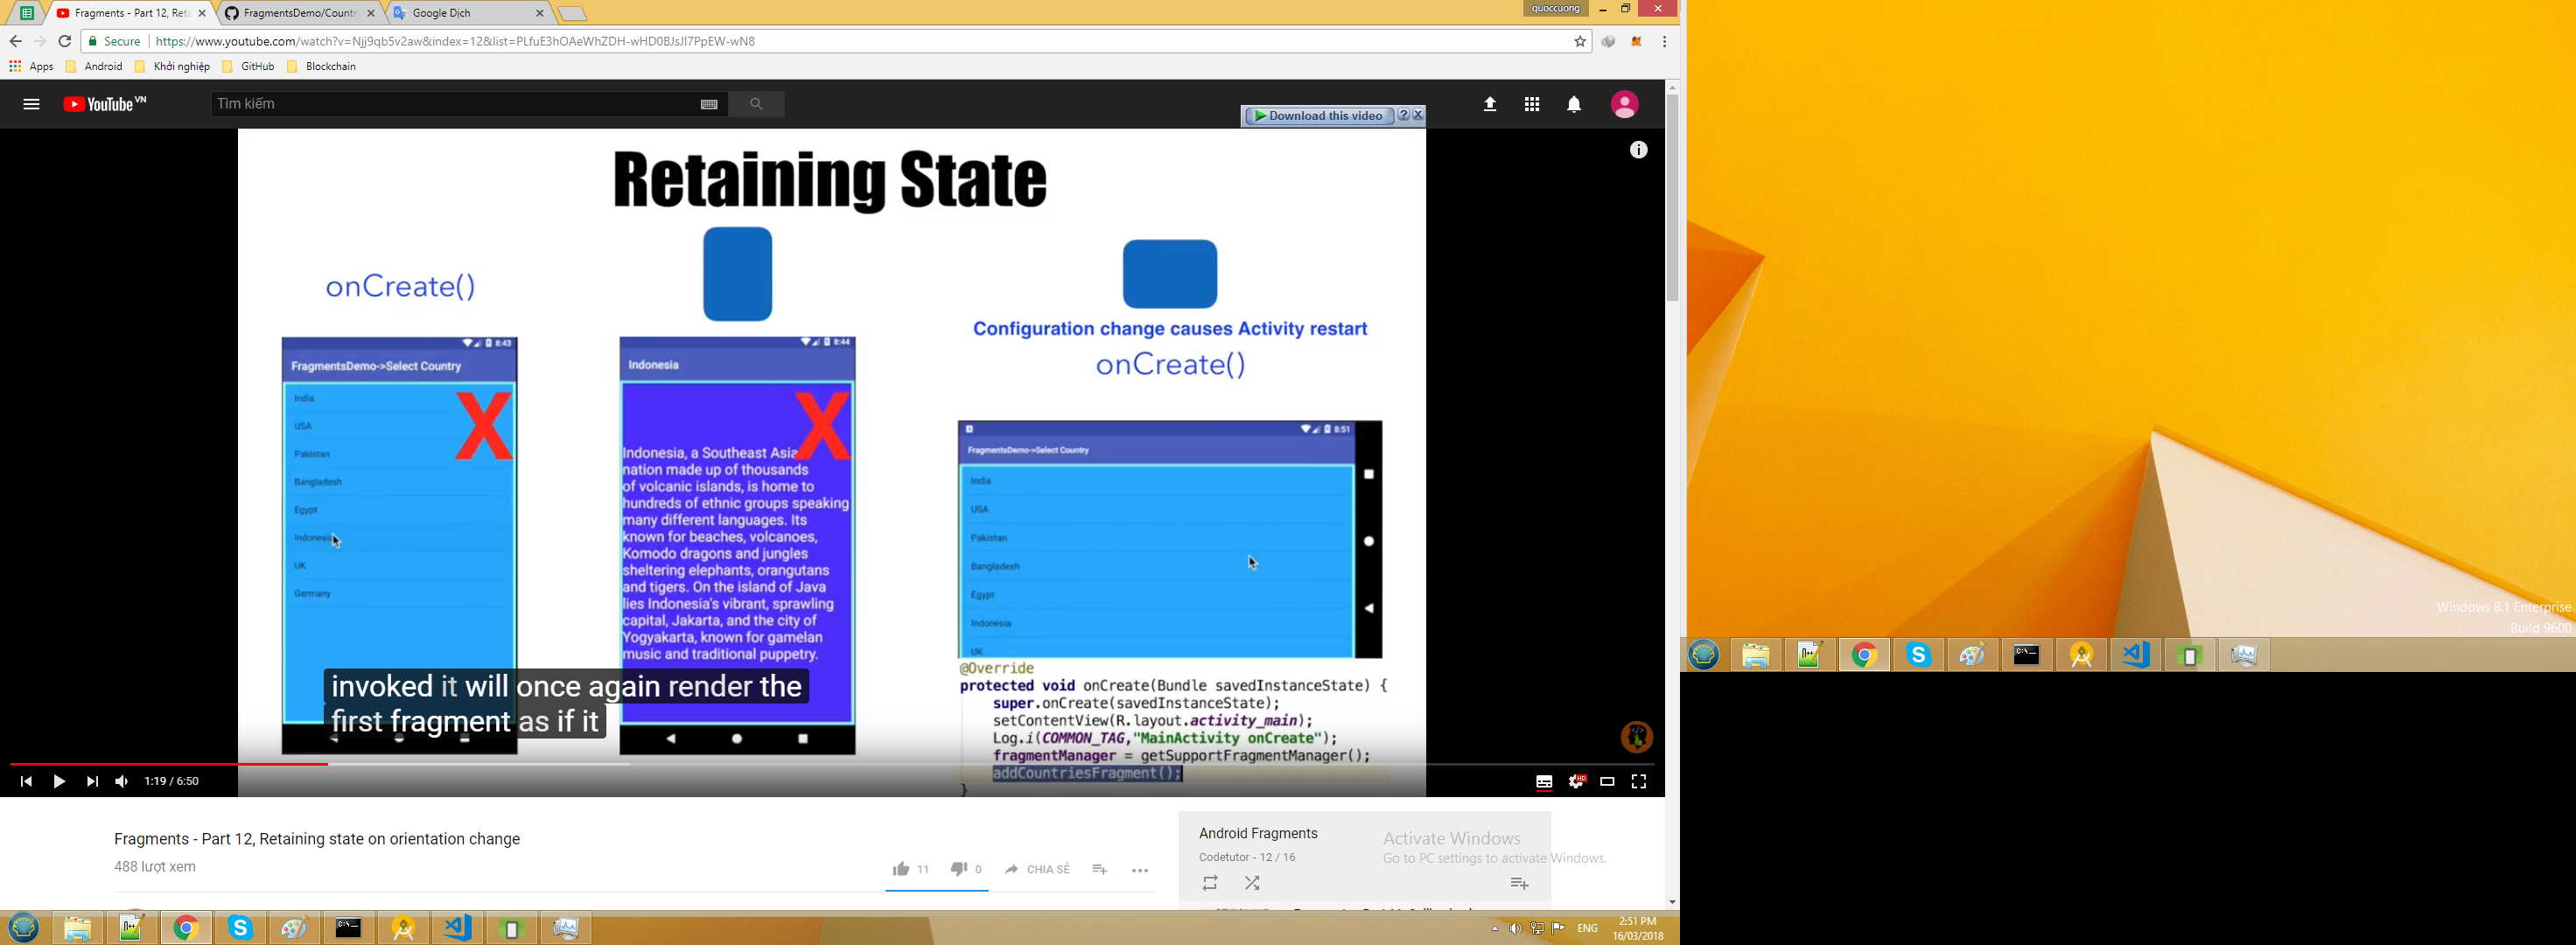 Fragments - Part 12, Ret
FragmentsDemo/Countr
Google Dịch
quoccuong
Secure
https://www.youtube.com/watch?v=Njj9qb5v2aw&index=12&list=PLfuE3hOAeWhZDH-wHD0BJsJI7PpEW-wN8
Apps
Android
Khởi nghiệp
GitHub
Blockchain
YouTube VN
Tìm kiếm
Download this video
Retaining State
onCreate()
Configuration change causes Activity restart
onCreate()
8:43
FragmentsDemo->Select Country
India
USA
Pakistan
Bangladesh
Egypt
Indonesia
UK
Germany
X
8:44
Indonesia
X
Indonesia, a Southeast Asia
nation made up of thousands
of volcanic islands, is home to
hundreds of ethnic groups speaking
many different languages. Its
known for beaches, volcanoes,
Komodo dragons and jungles
sheltering elephants, orangutans
and tigers. On the island of Java
lies Indonesia's vibrant, sprawling
capital, Jakarta, and the city of
Yogyakarta, known for gamelan
music and traditional puppetry.
8:51
FragmentsDemo->Select Country
India
USA
Pakistan
Bangladesh
Egypt
Indonesia
UK
@Override
protected void onCreate(Bundle savedInstanceState) {
super.onCreate(savedInstanceState);
setContentView(R.layout.activity_main);
Log.i(COMMON_TAG,"MainActivity onCreate");
fragmentManager = getSupportFragmentManager();
addCountriesFragment();
}
invoked it will once again render the
first fragment as if it
1:19 / 6:50
HD
Fragments - Part 12, Retaining state on orientation change
488 lượt xem
11
0
CHIA SẺ
Android Fragments
Codetutor - 12 / 16
Activate Windows
Go to PC settings to activate Windows.
ENG
2:51 PM
16/03/2018
Windows 8.1 Enterprise
Build 9600